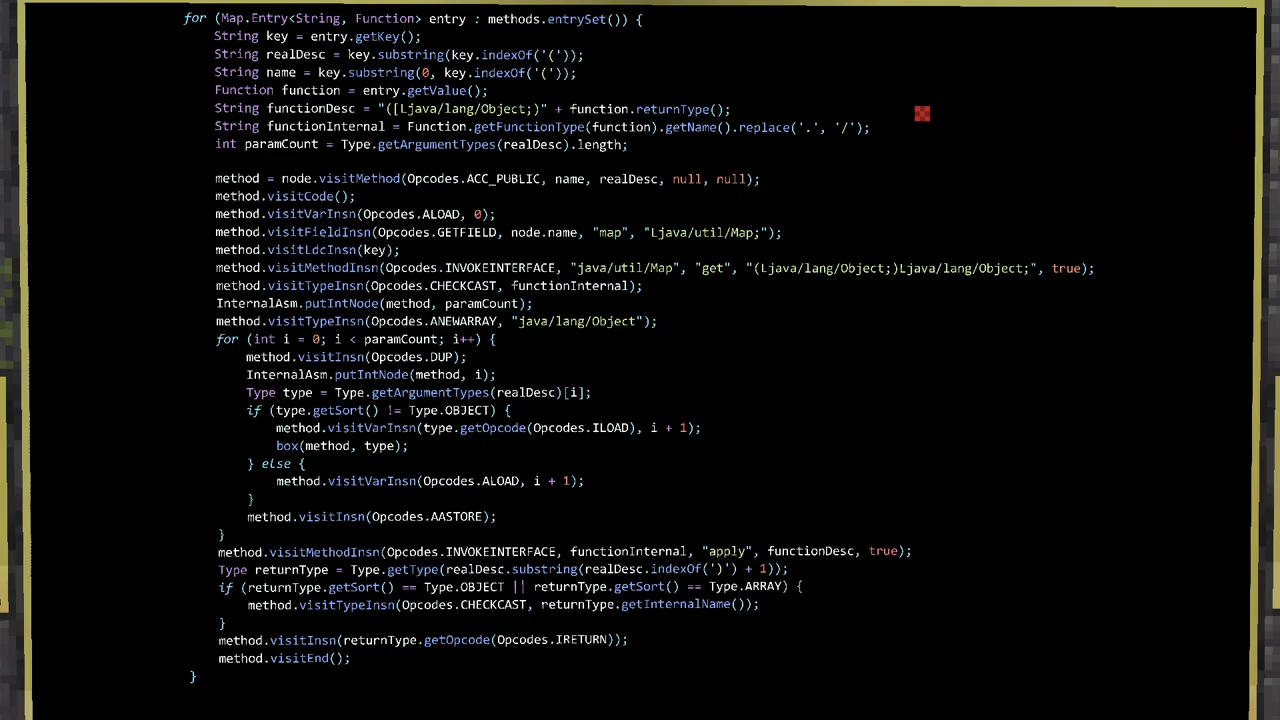 for (Map.Entry<String, Function> entry : methods.entrySet()) {
String key = entry.getKey();
String realDesc = key.substring(key.indexOf('('));
String name = key.substring(0, key.indexOf('('));
Function function = entry.getValue();
String functionDesc = "([Ljava/lang/Object;)" + function.returnType();
String functionInternal = Function.getFunctionType(function).getName().replace('.', '/');
int paramCount = Type.getArgumentTypes(realDesc).length;
method = node.visitMethod(Opcodes.ACC_PUBLIC, name, realDesc, null, null);
method.visitCode();
method.visitVarInsn(Opcodes.ALOAD, 0);
method.visitFieldInsn(Opcodes.GETFIELD, node.name, "map", "Ljava/util/Map;");
method.visitLdcInsn(key);
method.visitMethodInsn(Opcodes.INVOKEINTERFACE, "java/util/Map", "get", "(Ljava/lang/Object;)Ljava/lang/Object;", true);
method.visitTypeInsn(Opcodes.CHECKCAST, functionInternal);
InternalAsm.putIntNode(method, paramCount);
method.visitTypeInsn(Opcodes.ANEWARRAY, "java/lang/Object");
for (int i = 0; i < paramCount; i++) {
method.visitInsn(Opcodes.DUP);
InternalAsm.putIntNode(method, i);
Type type = Type.getArgumentTypes(realDesc)[i];
if (type.getSort() != Type.OBJECT) {
method.visitVarInsn(type.getOpcode(Opcodes.ILOAD), i + 1);
box(method, type);
} else {
method.visitVarInsn(Opcodes.ALOAD, i + 1);
}
method.visitInsn(Opcodes.AASTORE);
}
method.visitMethodInsn(Opcodes.INVOKEINTERFACE, functionInternal, "apply", functionDesc, true);
Type returnType = Type.getType(realDesc.substring(realDesc.indexOf(')') + 1));
if (returnType.getSort() == Type.OBJECT || returnType.getSort() == Type.ARRAY) {
method.visitTypeInsn(Opcodes.CHECKCAST, returnType.getInternalName());
}
method.visitInsn(returnType.getOpcode(Opcodes.IRETURN));
method.visitEnd();
}